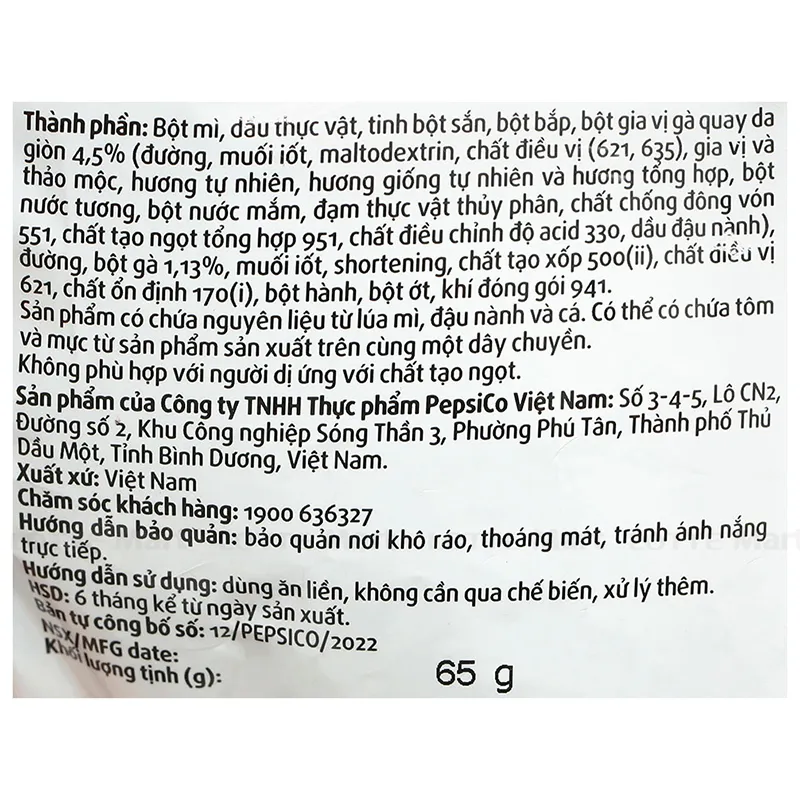 Thành phần: Bột mì, dầu thực vật, tinh bột sắn, bột bắp, bột gia vị gà quay da
giòn 4,5% (đường, muối iốt, maltodextrin, chất điều vị (621, 635), gia vị và
thảo mộc, hương tự nhiên, hương giống tự nhiên và hương tổng hợp, bột
nước tương, bột nước mắm, đạm thực vật thủy phân, chất chống đông vón
551, chất tạo ngọt tổng hợp 951, chất điều chỉnh độ acid 330, dầu đậu nành),
đường, bột gà 1,13%, muối iốt, shortening, chất tạo xốp 500(ii), chất điều vị
621, chất ổn định 170(i), bột hành, bột ớt, khí đóng gói 941.
Sản phẩm có chứa nguyên liệu từ lúa mì, đậu nành và cá. Có thể có chứa tôm
và mực từ sản phẩm sản xuất trên cùng một dây chuyền.
Không phù hợp với người dị ứng với chất tạo ngọt.
Sản phẩm của Công ty TNHH Thực phẩm PepsiCo Việt Nam: Số 3-4-5, Lô CN2,
Đường số 2, Khu Công nghiệp Sóng Thần 3, Phường Phú Tân, Thành phố Thủ
Dầu Một, Tỉnh Bình Dương, Việt Nam.
Xuất xứ: Việt Nam
Chăm sóc khách hàng: 1900 636327
Hướng dẫn bảo quản: bảo quản nơi khô ráo, thoáng mát, tránh ánh nắng
trực tiếp.
Hướng dẫn sử dụng: dùng ăn liền, không cần qua chế biến, xử lý thêm.
HSD: 6 tháng kể từ ngày sản xuất.
Bản tự công bố số: 12/PEPSICO/2022
NSX/MFG date:
Khối lượng tịnh (g): 65 g